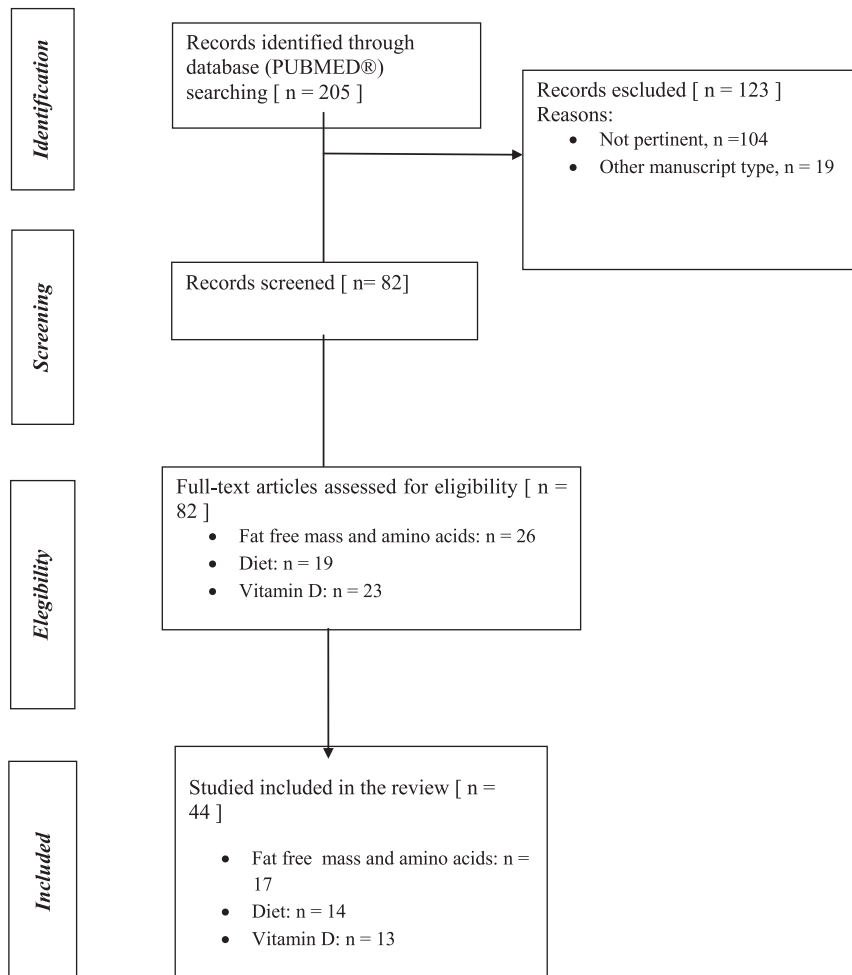 Identification
Records identified through
database (PUBMED®)
searching [ n = 205 ]
Records escluded [ n = 123 ]
Reasons:
• Not pertinent, n =104
• Other manuscript type, n = 19
Screening
Records screened [ n= 82]
Elegibility
Full-text articles assessed for eligibility [ n =
82 ]
• Fat free mass and amino acids: n = 26
• Diet: n = 19
• Vitamin D: n = 23
Included
Studied included in the review [ n =
44 ]
• Fat free  mass and amino acids: n =
17
• Diet: n = 14
• Vitamin D: n = 13